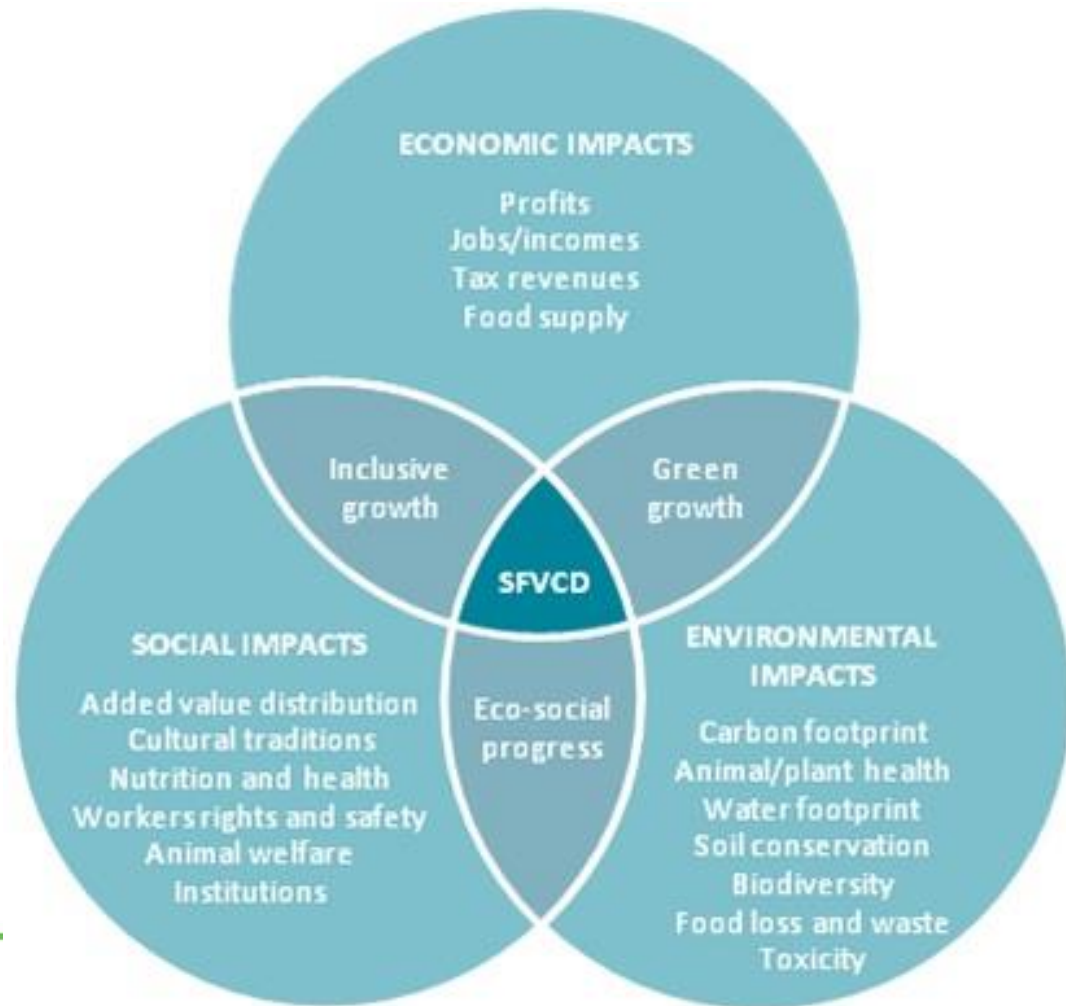 ECONOMIC IMPACTS
Profits
Jobs/incomes
Tax revenues
Food supply
Inclusive
growth
Green
growth
SFVCD
SOCIAL IMPACTS
Added value distribution
Cultural traditions
Nutrition and health
Workers rights and safety
Animal welfare
Institutions
Eco-social
progress
ENVIRONMENTAL
IMPACTS
Carbon footprint
Animal/plant health
Water footprint
Soil conservation
Biodiversity
Food loss and waste
Toxicity